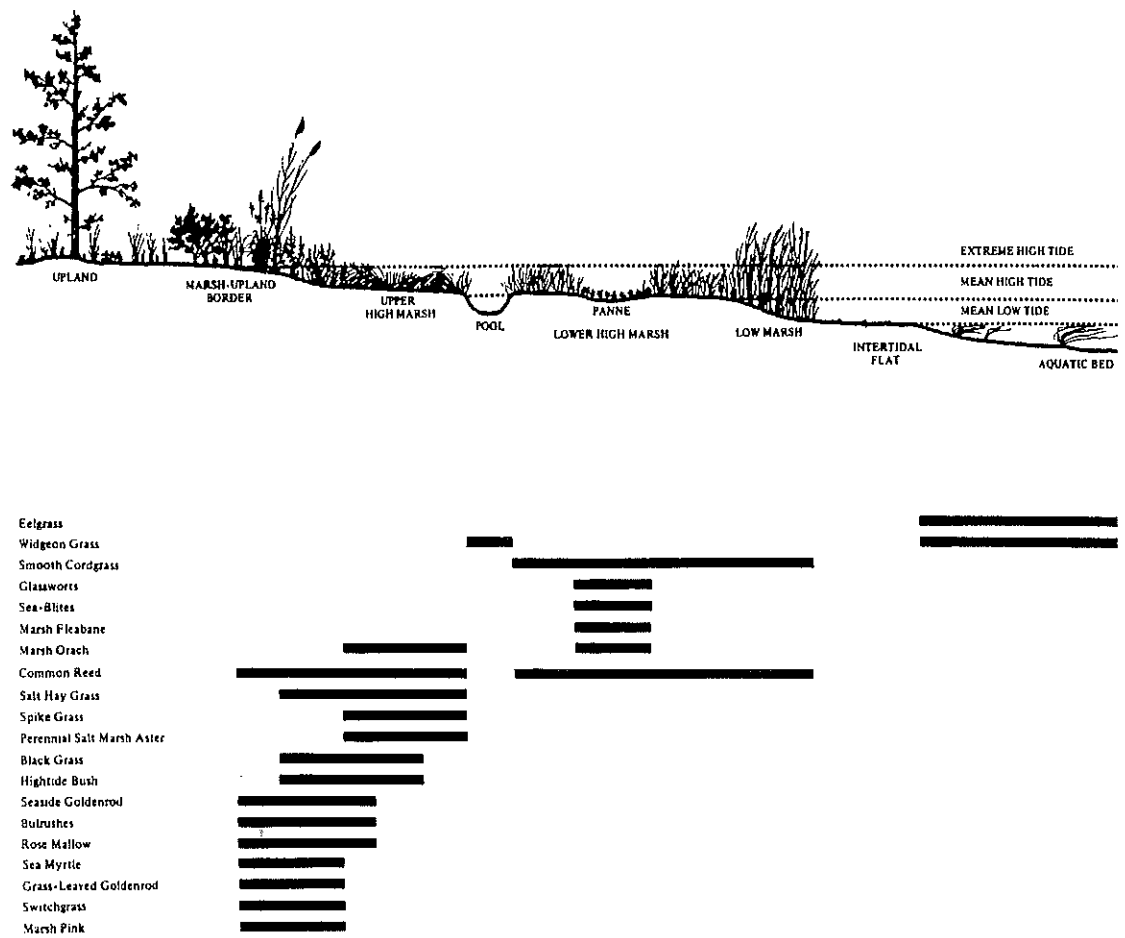 EXTREME HIGH TIDE
MEAN HIGH TIDE
MEAN LOW TIDE
UPLAND
MARSH-UPLAND
BORDER
UPPER
HIGH MARSH
POOL
PANNE
LOWER HIGH MARSH
LOW MARSH
INTERTIDAL
FLAT
AQUATIC BED
Eelgrass
Widgeon Grass
Smooth Cordgrass
Glassworts
Sea-Blites
Marsh Fleabane
Marsh Orach
Common Reed
Salt Hay Grass
Spike Grass
Perennial Salt Marsh Aster
Black Grass
Hightide Bush
Seaside Goldenrod
Bulrushes
Rose Mallow
Sea Myrtle
Grass-Leaved Goldenrod
Switchgrass
Marsh Pink